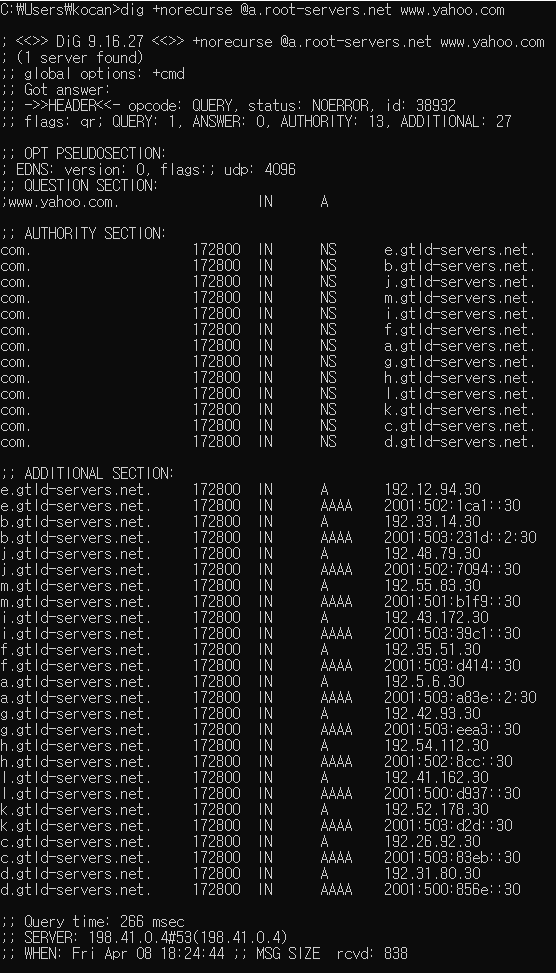 C:₩Users₩kocan>dig +norecurse @a.root-servers.net www.yahoo.com
; <<>> DiG 9.16.27 <<>> +norecurse @a.root-servers.net www.yahoo.com
; (1 server found)
;; global options: +cmd
;; Got answer:
;; ->>HEADER<<- opcode: QUERY, status: NOERROR, id: 38932
;; flags: qr; QUERY: 1, ANSWER: 0, AUTHORITY: 13, ADDITIONAL: 27
;; OPT PSEUDOSECTION:
; EDNS: version: 0, flags:; udp: 4096
;; QUESTION SECTION:
;www.yahoo.com. IN A
;; AUTHORITY SECTION:
com. 172800 IN NS e.gtld-servers.net.
com. 172800 IN NS b.gtld-servers.net.
com. 172800 IN NS j.gtld-servers.net.
com. 172800 IN NS m.gtld-servers.net.
com. 172800 IN NS i.gtld-servers.net.
com. 172800 IN NS f.gtld-servers.net.
com. 172800 IN NS a.gtld-servers.net.
com. 172800 IN NS g.gtld-servers.net.
com. 172800 IN NS h.gtld-servers.net.
com. 172800 IN NS l.gtld-servers.net.
com. 172800 IN NS k.gtld-servers.net.
com. 172800 IN NS c.gtld-servers.net.
com. 172800 IN NS d.gtld-servers.net.
;; ADDITIONAL SECTION:
e.gtld-servers.net. 172800 IN A 192.12.94.30
e.gtld-servers.net. 172800 IN AAAA 2001:502:1ca1::30
b.gtld-servers.net. 172800 IN A 192.33.14.30
b.gtld-servers.net. 172800 IN AAAA 2001:503:231d::2:30
j.gtld-servers.net. 172800 IN A 192.48.79.30
j.gtld-servers.net. 172800 IN AAAA 2001:502:7094::30
m.gtld-servers.net. 172800 IN A 192.55.83.30
m.gtld-servers.net. 172800 IN AAAA 2001:501:b1f9::30
i.gtld-servers.net. 172800 IN A 192.43.172.30
i.gtld-servers.net. 172800 IN AAAA 2001:503:39c1::30
f.gtld-servers.net. 172800 IN A 192.35.51.30
f.gtld-servers.net. 172800 IN AAAA 2001:503:d414::30
a.gtld-servers.net. 172800 IN A 192.5.6.30
a.gtld-servers.net. 172800 IN AAAA 2001:503:a83e::2:30
g.gtld-servers.net. 172800 IN A 192.42.93.30
g.gtld-servers.net. 172800 IN AAAA 2001:503:eea3::30
h.gtld-servers.net. 172800 IN A 192.54.112.30
h.gtld-servers.net. 172800 IN AAAA 2001:502:8cc::30
l.gtld-servers.net. 172800 IN A 192.41.162.30
l.gtld-servers.net. 172800 IN AAAA 2001:500:d937::30
k.gtld-servers.net. 172800 IN A 192.52.178.30
k.gtld-servers.net. 172800 IN AAAA 2001:503:d2d::30
c.gtld-servers.net. 172800 IN A 192.26.92.30
c.gtld-servers.net. 172800 IN AAAA 2001:503:83eb::30
d.gtld-servers.net. 172800 IN A 192.31.80.30
d.gtld-servers.net. 172800 IN AAAA 2001:500:856e::30
;; Query time: 266 msec
;; SERVER: 198.41.0.4#53(198.41.0.4)
;; WHEN: Fri Apr 08 18:24:44 ;; MSG SIZE rcvd: 838